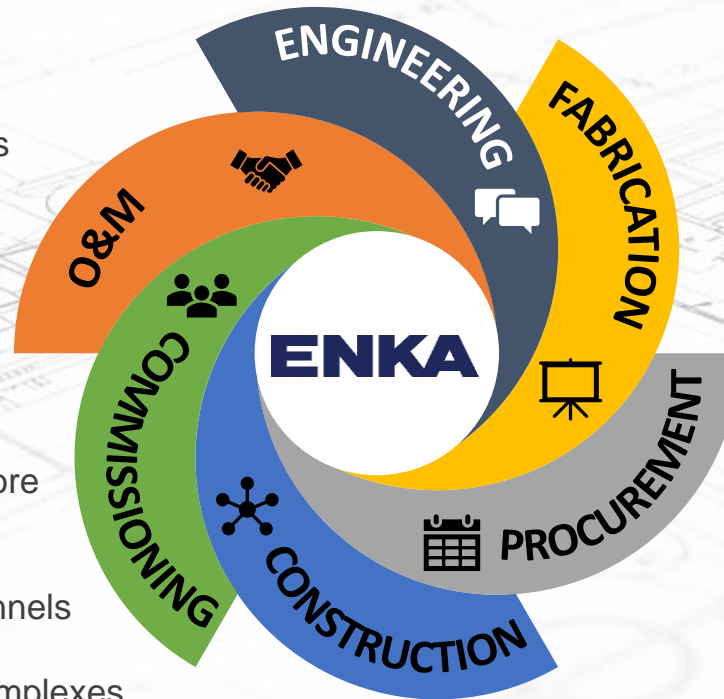 ENGINEERING
FABRICATION
O&M
ENKA
COMMISSIONING
PROCUREMENT
CONSTRUCTION